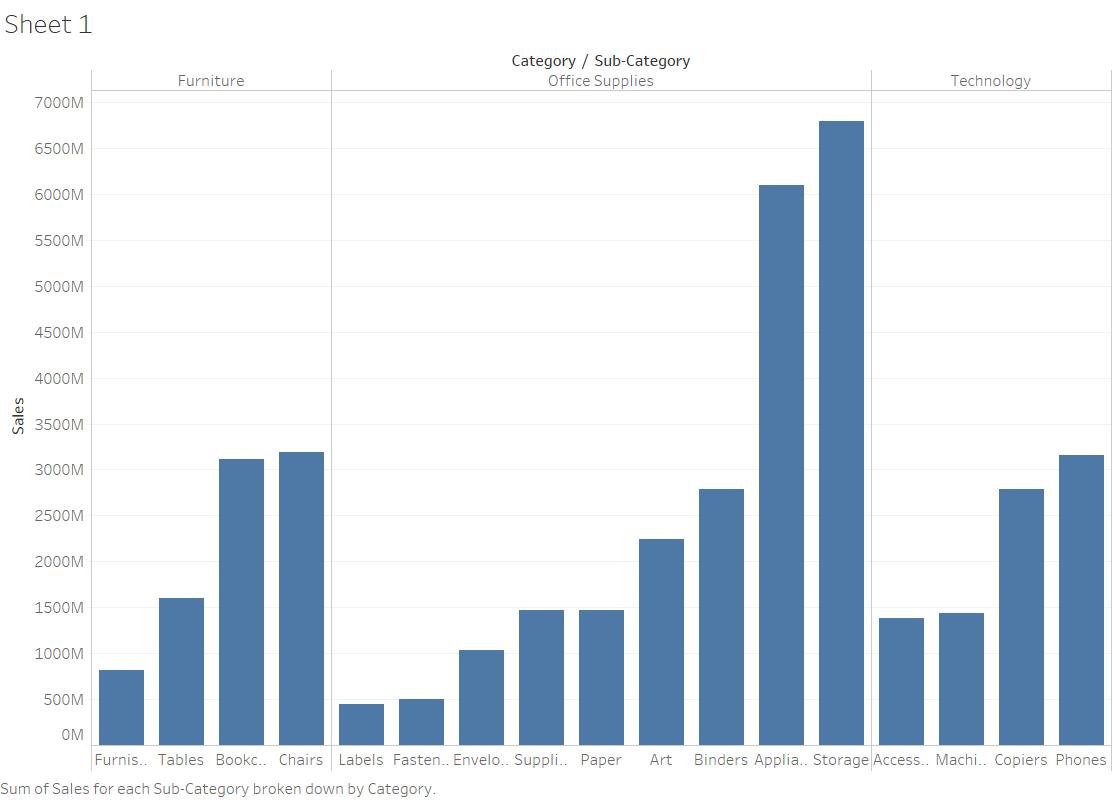 Sheet 1
Category / Sub-Category
Furniture Office Supplies Technology
7000M
6500M
6000M
5500M
5000M
4500M
4000M
3500M
3000M
2500M
2000M
1500M
1000M
500M
0M
Sales
Furnis.. Tables Bookc.. Chairs Labels Fasten.. Envelo.. Suppli.. Paper Art Binders Applia.. Storage Access.. Machi.. Copiers Phones
Sum of Sales for each Sub-Category broken down by Category.